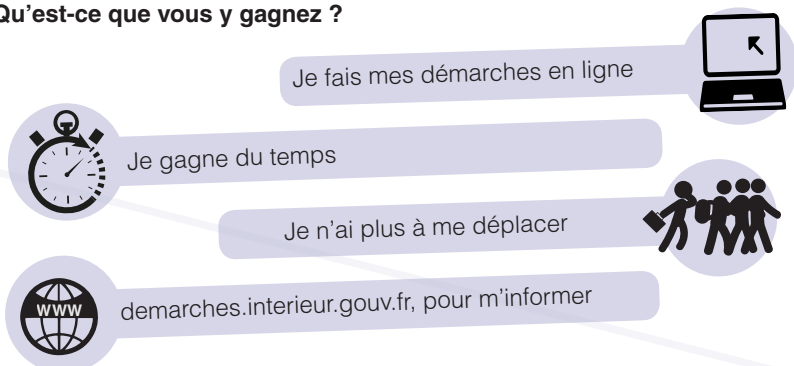 Qu’est-ce que vous y gagnez ?
Je fais mes démarches en ligne
Je gagne du temps
Je n’ai plus à me déplacer
www
demarches.interieur.gouv.fr, pour m’informer